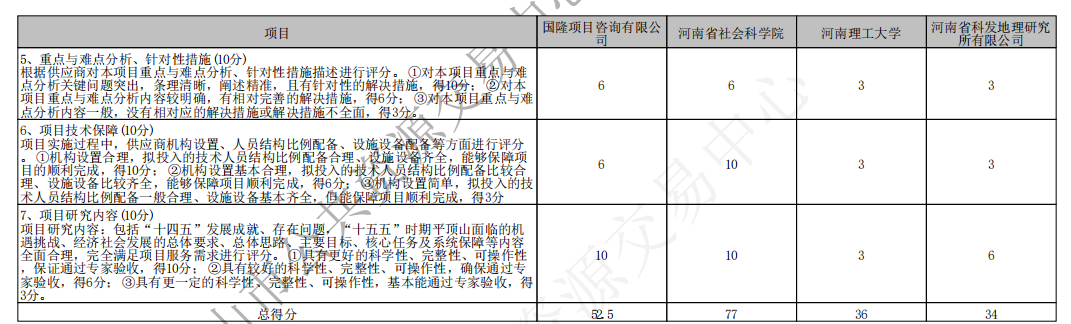 项目 国隆项目咨询有限公司 河南省社会科学院 河南理工大学 河南省科发地理研究所有限公司
5、重点与难点分析、针对性措施(10分)
根据供应商对本项目重点与难点分析、针对性措施描述进行评分。①对本项目重点与难
点分析关键问题突出，条理清晰，阐述精准，且有针对性的解决措施，得10分；②对本
项目重点与难点分析内容较明确，有相对完善的解决措施，得6分；③对本项目重点与难
点分析内容一般，没有相对应的解决措施或解决措施不全面，得3分。
6 6 3 3
6、项目技术保障(10分)
项目实施过程中，供应商机构设置、人员结构比例配备、设施设备配备等方面进行评分
。①机构设置合理，拟投入的技术人员结构比例配备合理、设施设备齐全，能够保障项
目的顺利完成，得10分；②机构设置基本合理，拟投入的技术人员结构比例配备比较合
理、设施设备比较齐全，能够保障项目顺利完成，得6分；③机构设置简单，拟投入的技
术人员结构比例配备一般合理、设施设备基本齐全，但能保障项目顺利完成，得3分
6 10 3 3
7、项目研究内容(10分)
项目研究内容：包括“十四五”发展成就、存在问题，“十五五”时期平顶山面临的机
遇挑战、经济社会发展的总体要求、总体思路、主要目标、核心任务及系统保障等内容
全面合理，完全满足项目服务需求进行评分。①具有更好的科学性、完整性、可操作性
，保证通过专家验收，得10分；②具有较好的科学性、完整性、可操作性，确保通过专
家验收，得6分；③具有更一定的科学性、完整性、可操作性，基本能通过专家验收，得
3分。
10 10 3 6
总得分 52.5 77 36 34